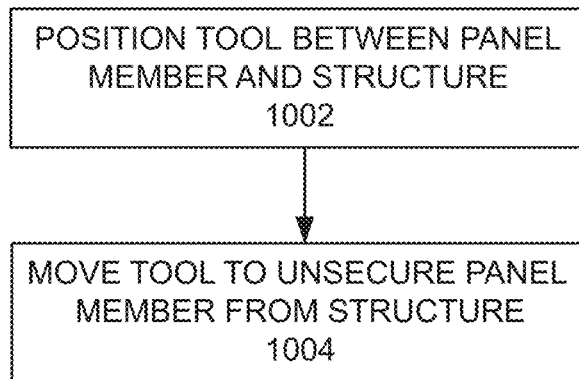 POSITION TOOL BETWEEN PANEL
MEMBER AND STRUCTURE
1002
MOVE TOOL TO UNSECURE PANEL
MEMBER FROM STRUCTURE
1004